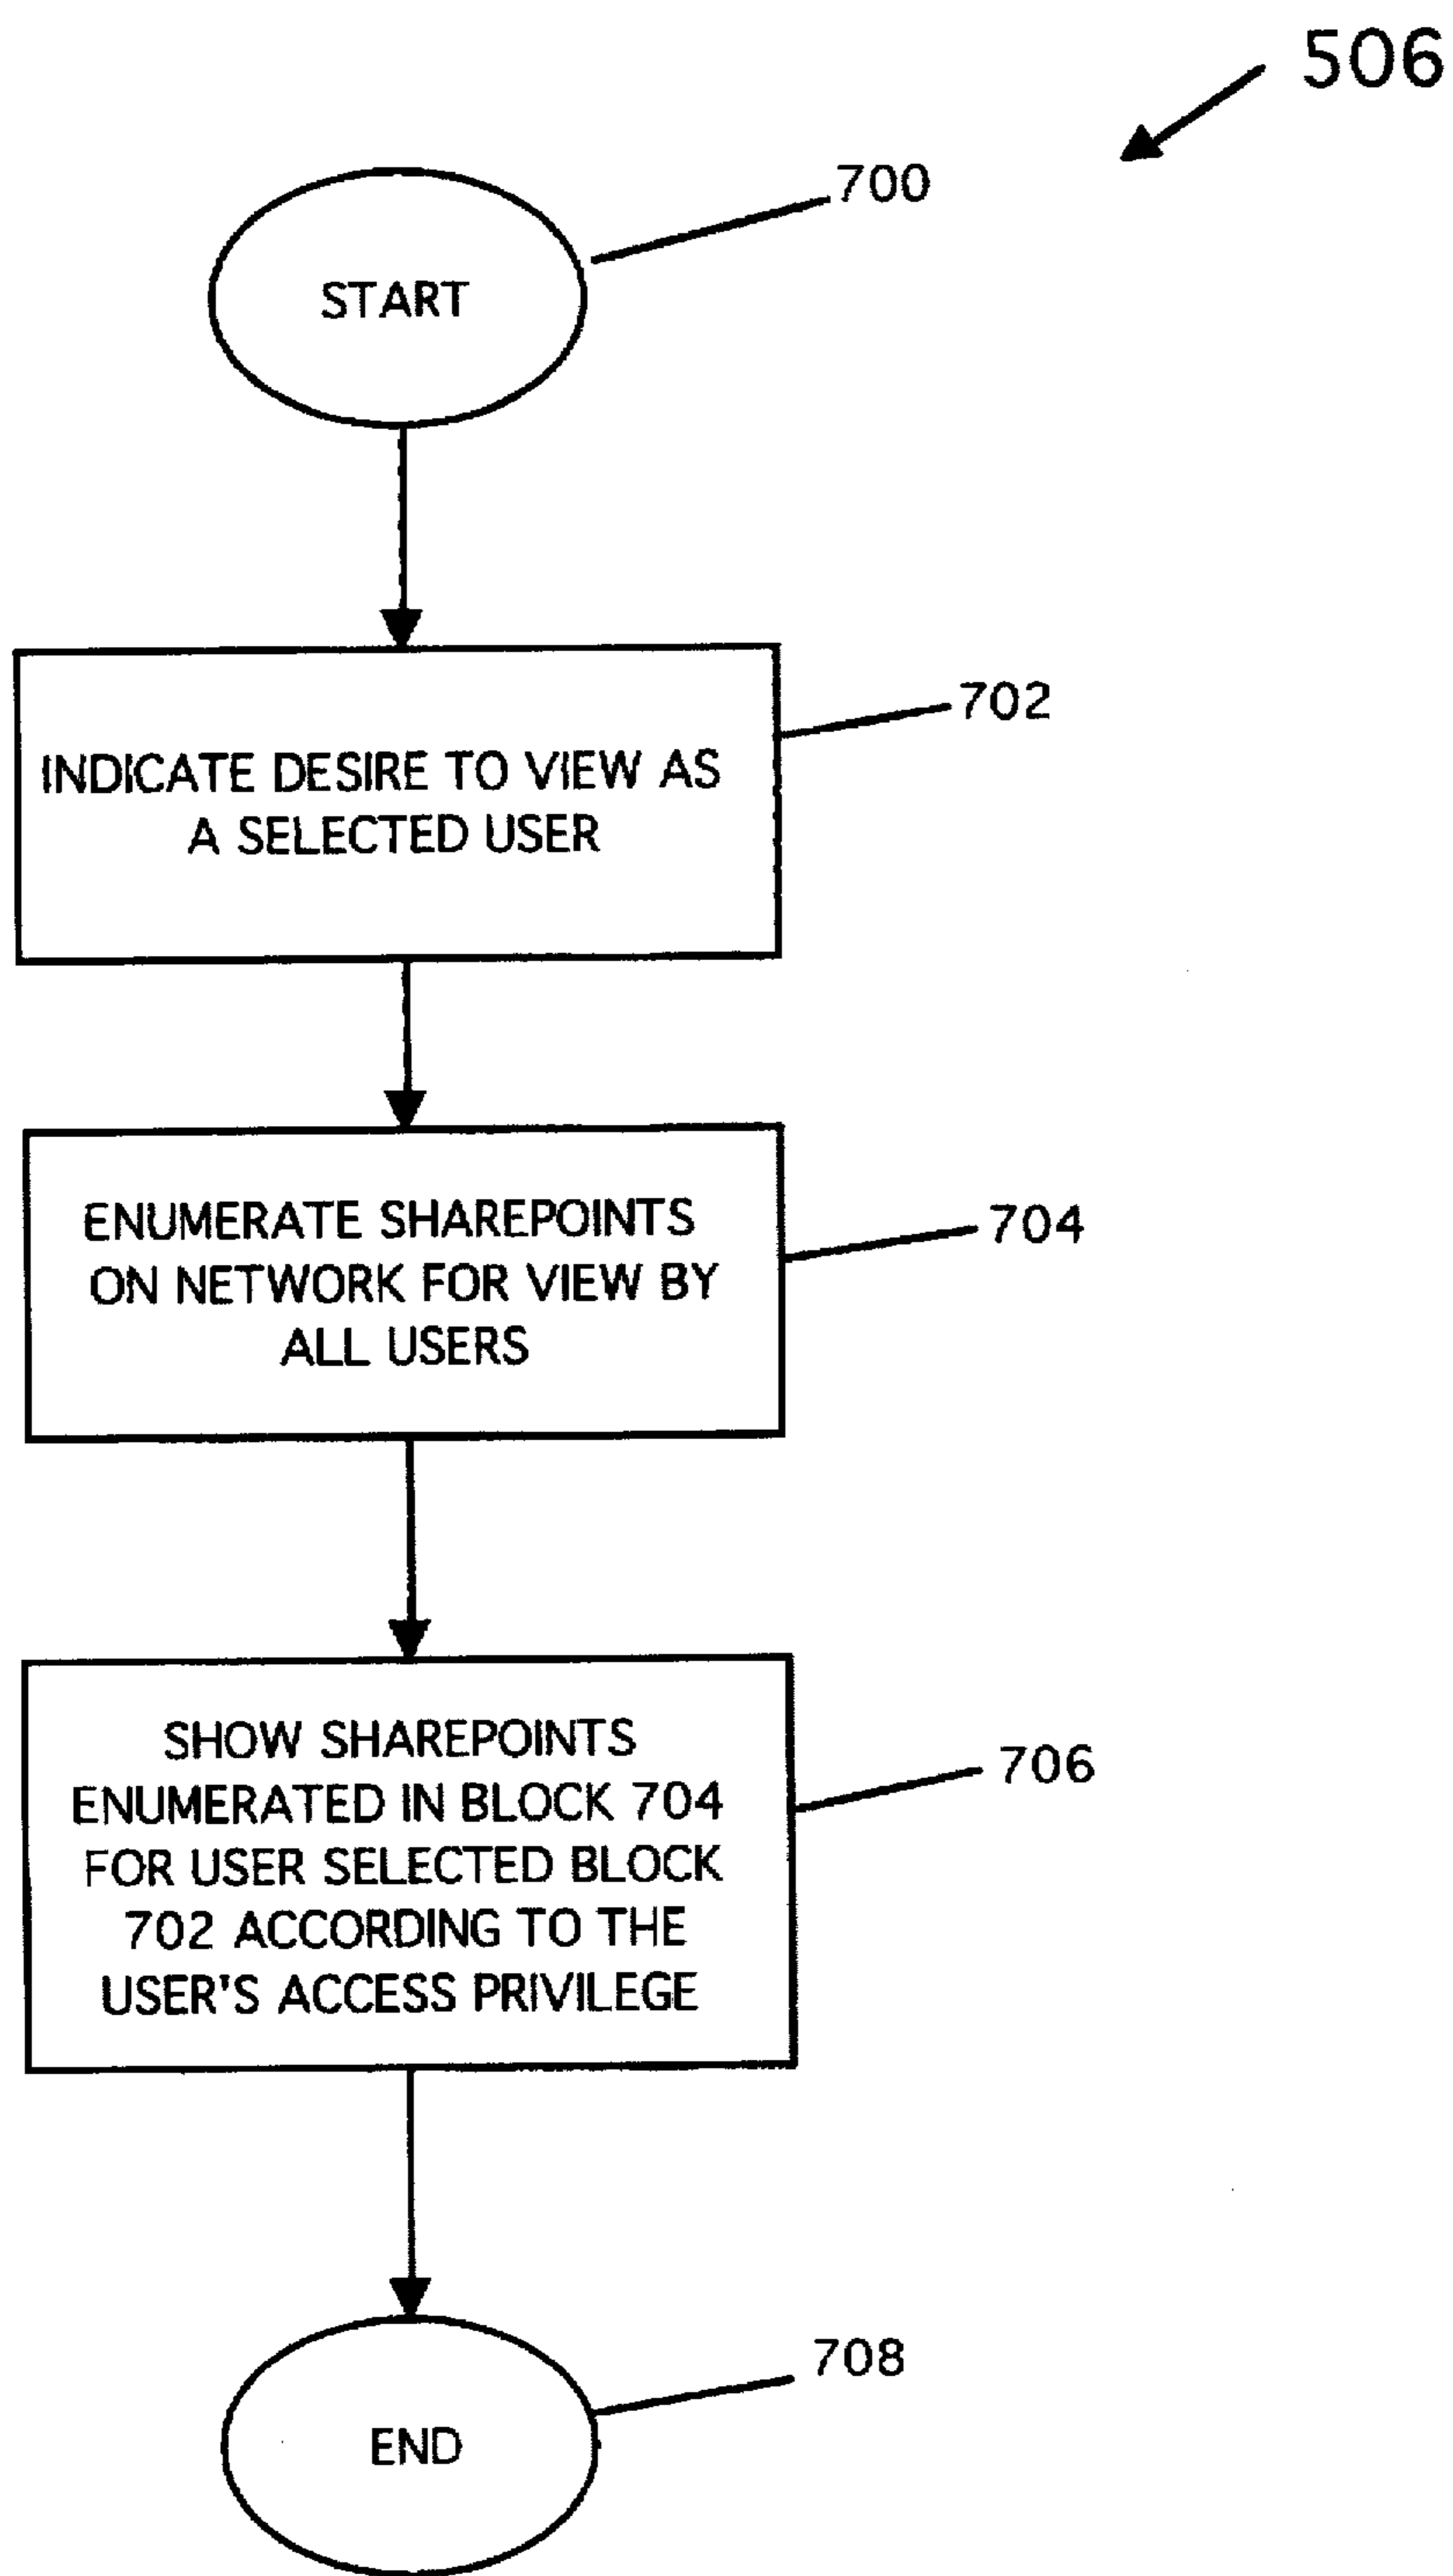 506
700
START
702
INDICATE DESIRE TO VIEW AS
A SELECTED USER
704
ENUMERATE SHAREPOINTS
ON NETWORK FOR VIEW BY
ALL USERS
706
SHOW SHAREPOINTS
ENUMERATED IN BLOCK 704
FOR USER SELECTED BLOCK
702 ACCORDING TO THE
USER'S ACCESS PRIVILEGE
708
END